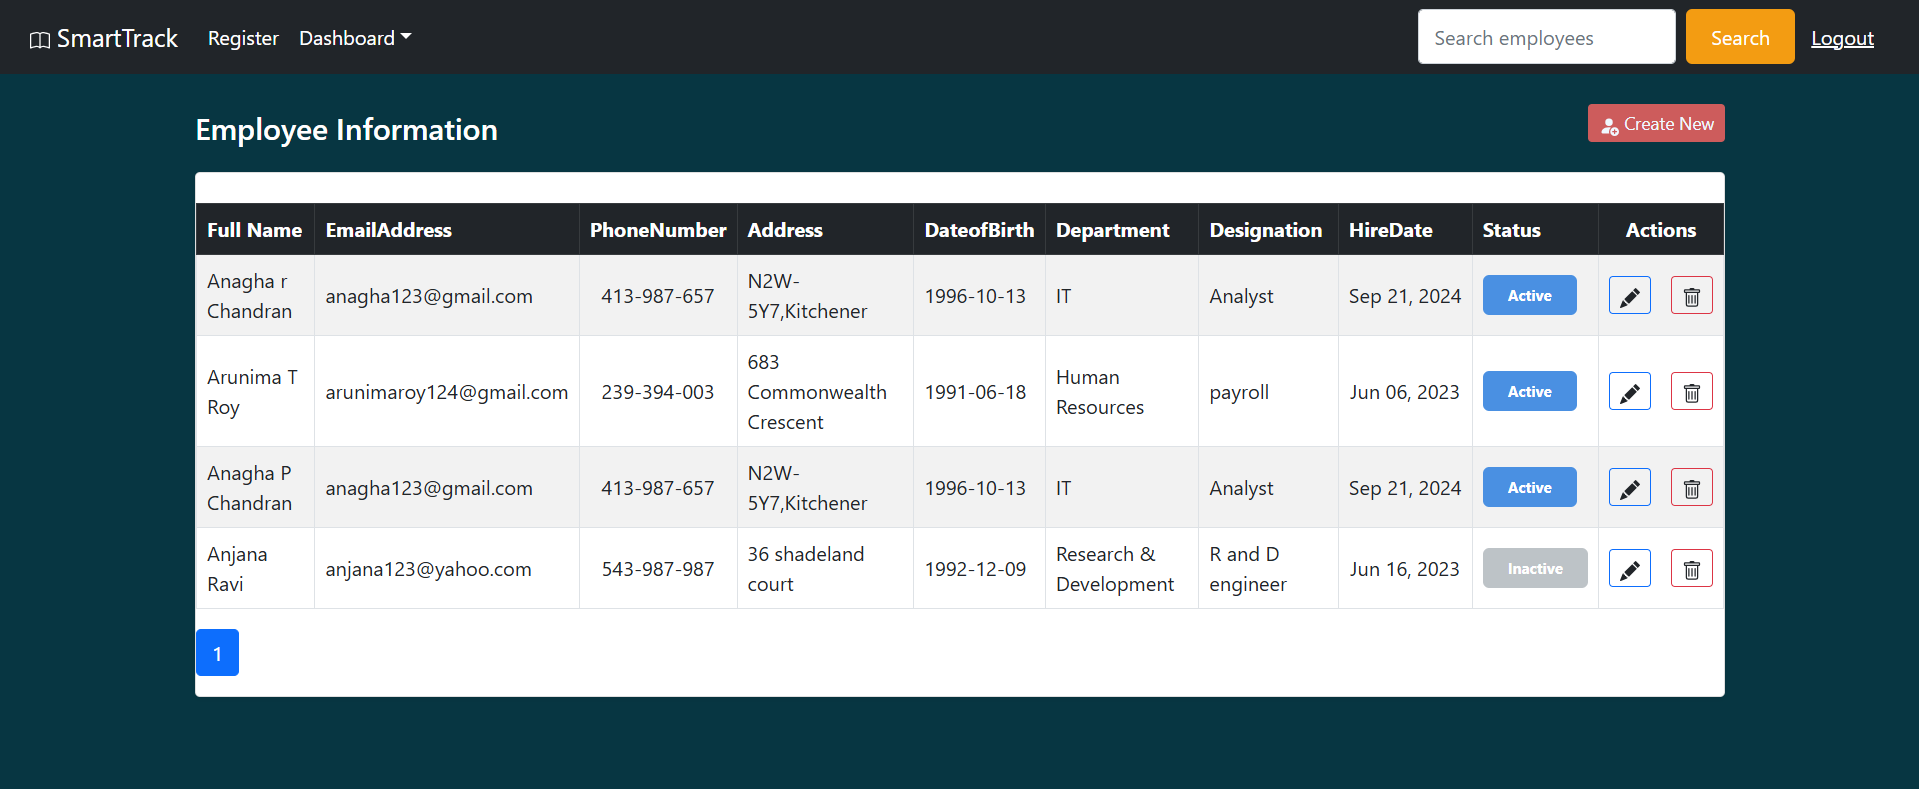 SmartTrack Register Dashboard Search employees Search Logout
Employee Information
Create New
Full Name EmailAddress PhoneNumber Address DateofBirth Department Designation HireDate Status Actions
Anagha r
Chandran
anagha123@gmail.com
413-987-657
N2W-
5Y7,Kitchener
1996-10-13
IT
Analyst
Sep 21, 2024
Active
Arunima T
Roy
arunimaroy124@gmail.com
239-394-003
683
Commonwealth
Crescent
1991-06-18
Human
Resources
payroll
Jun 06, 2023
Active
Anagha P
Chandran
anagha123@gmail.com
413-987-657
N2W-
5Y7,Kitchener
1996-10-13
IT
Analyst
Sep 21, 2024
Active
Anjana
Ravi
anjana123@yahoo.com
543-987-987
36 shadeland
court
1992-12-09
Research &
Development
R and D
engineer
Jun 16, 2023
Inactive
1